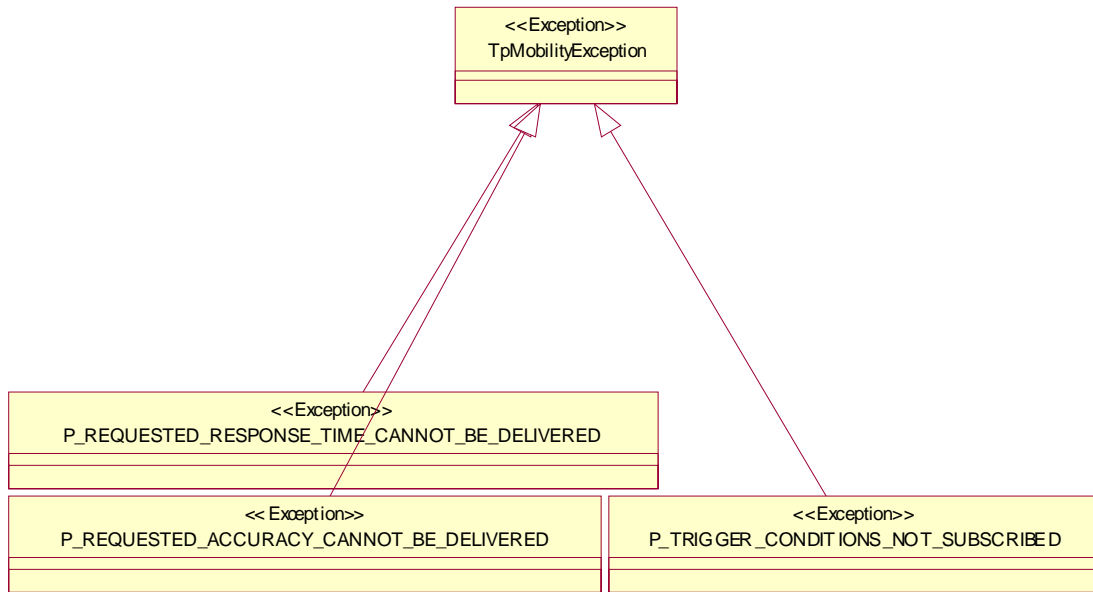 <<Exception>>
TpMobilityException
<<Exception>>
P_REQUESTED_RESPONSE_TIME_CANNOT_BE_DELIVERED
<<Exception>>
P_REQUESTED_ACCURACY_CANNOT_BE_DELIVERED
<<Exception>>
P_TRIGGER_CONDITIONS_NOT_SUBSCRIBED